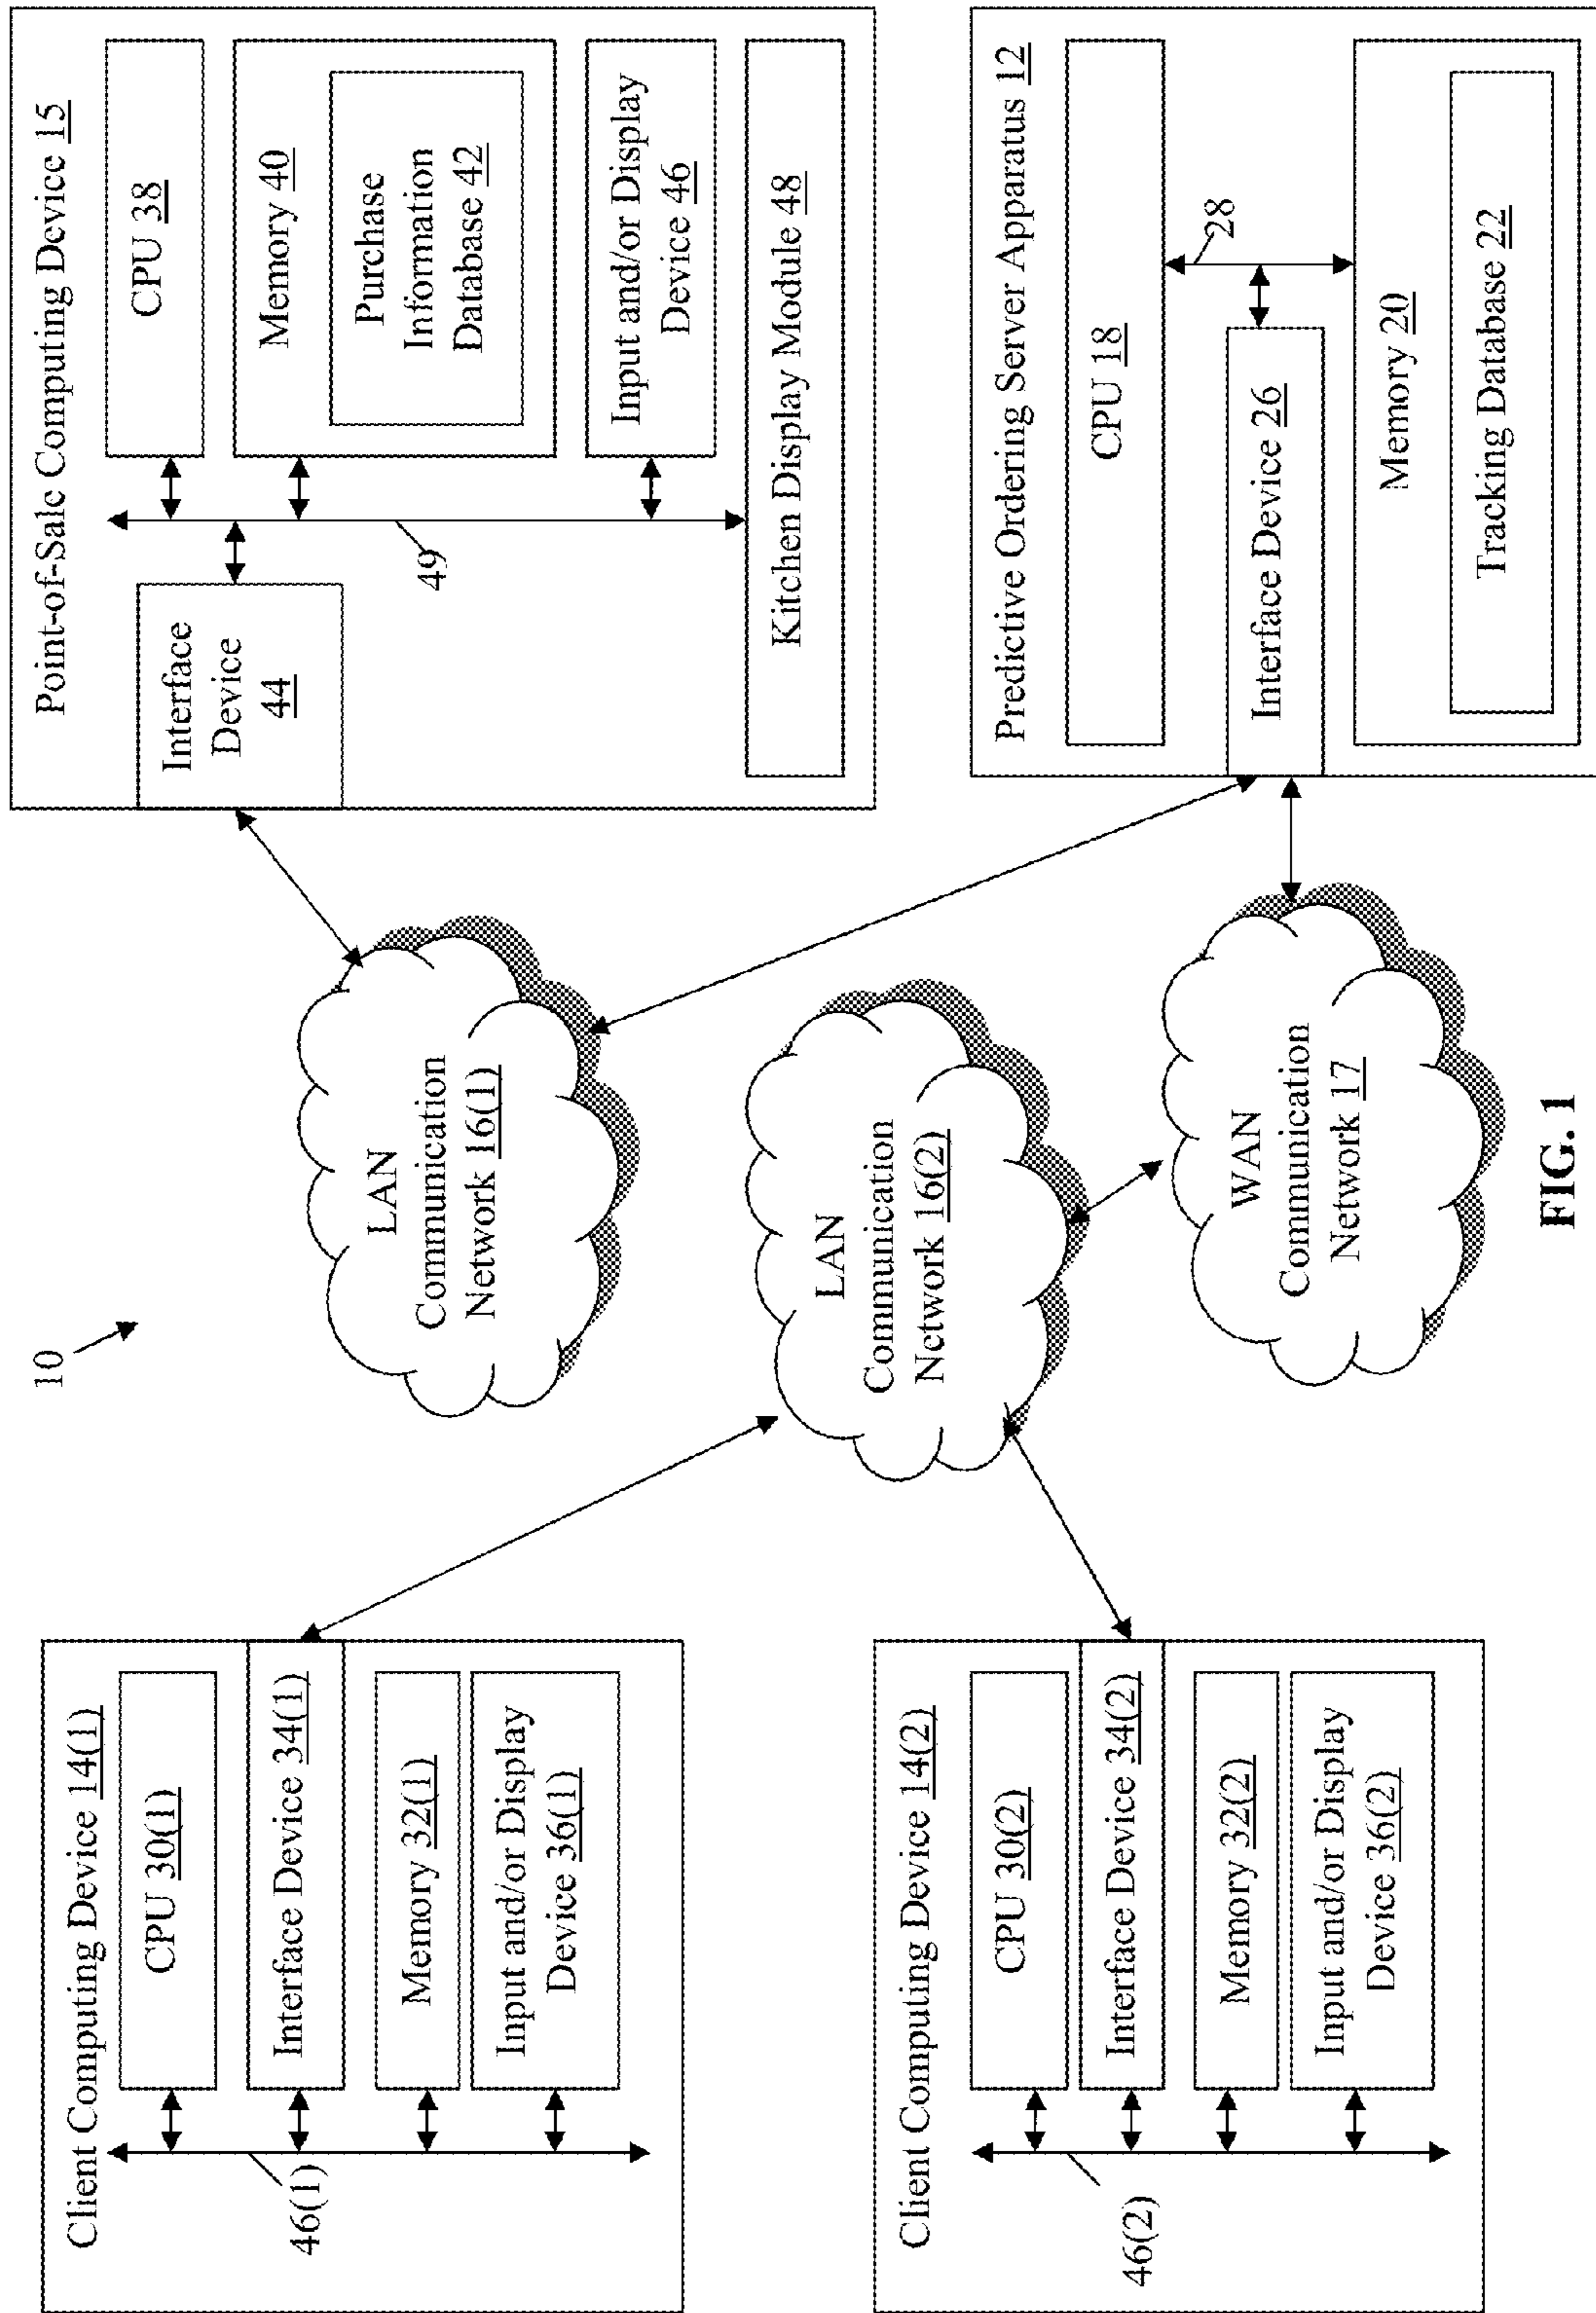 10
Client Computing Device 14(1)
CPU 30(1)
Interface Device 34(1)
Memory 32(1)
Input and/or Display
Device 36(1)
46(1)
Client Computing Device 14(2)
CPU 30(2)
Interface Device 34(2)
Memory 32(2)
Input and/or Display
Device 36(2)
46(2)
LAN
Communication
Network 16(1)
LAN
Communication
Network 16(2)
WAN
Communication
Network 17
Point-of-Sale Computing Device 15
Interface
Device
44
CPU 38
Memory 40
Purchase
Information
Database 42
Input and/or Display
Device 46
49
Kitchen Display Module 48
Predictive Ordering Server Apparatus 12
CPU 18
28
Interface Device 26
Memory 20
Tracking Database 22
FIG. 1